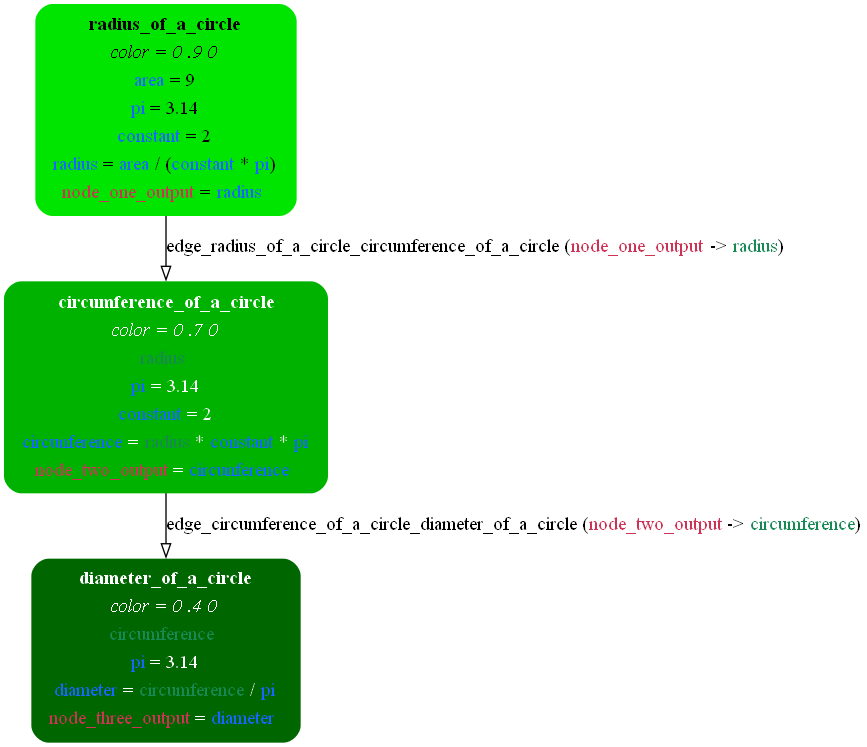 radius_of_a_circle
color = 0 .9 0
area = 9
pi = 3.14
constant = 2
radius = area / (constant * pi)
node_one_output = radius
edge_radius_of_a_circle_circumference_of_a_circle (node_one_output -> radius)
circumference_of_a_circle
color = 0 .7 0
radius
pi = 3.14
constant = 2
circumference = radius * constant * pi
node_two_output = circumference
edge_circumference_of_a_circle_diameter_of_a_circle (node_two_output -> circumference)
diameter_of_a_circle
color = 0 .4 0
circumference
pi = 3.14
diameter = circumference / pi
node_three_output = diameter